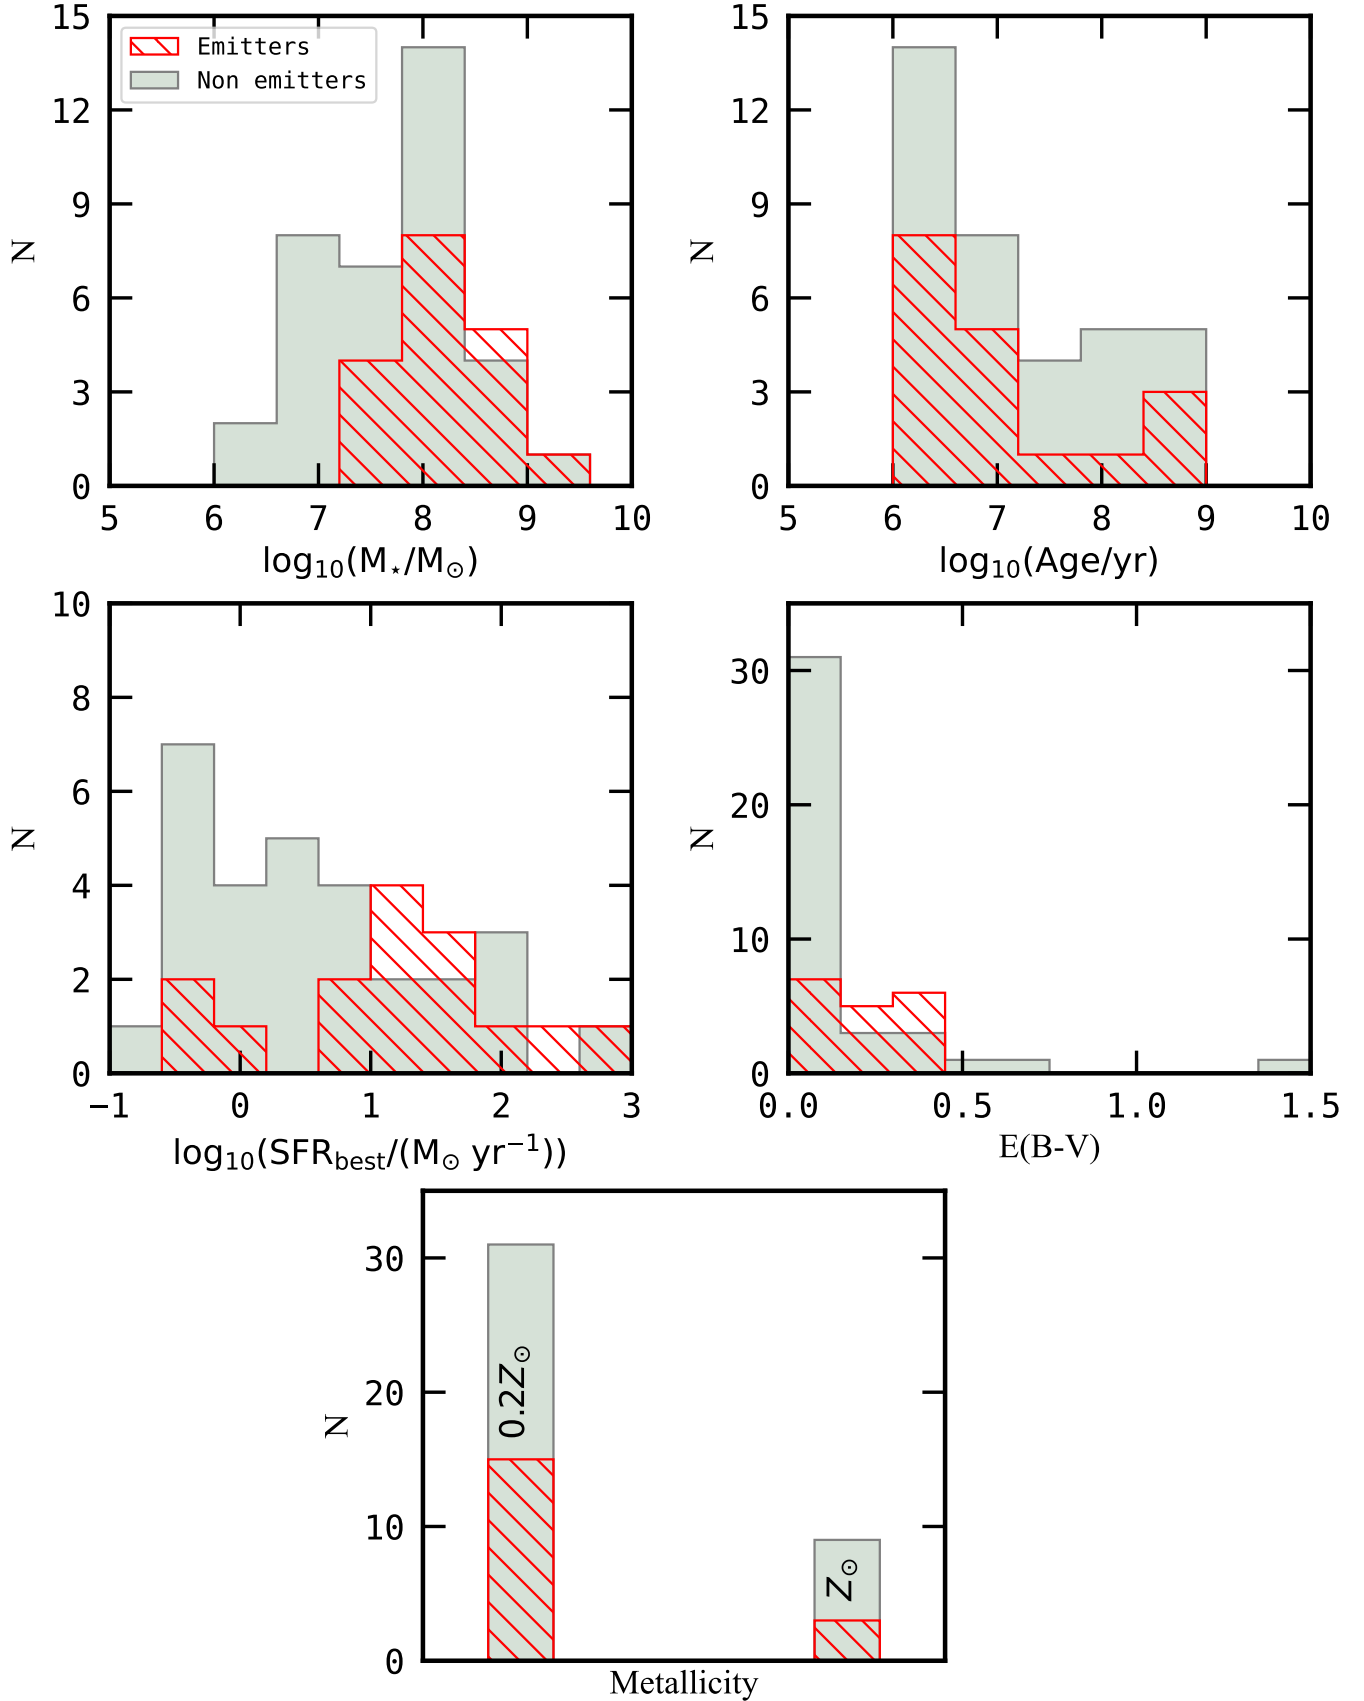 15
12
9
6
3
0
N
Emitters
Non emitters
5 6 7 8 9 10
log₁₀(M⋆/M⊙)
15
12
9
6
3
0
N
5 6 7 8 9 10
log₁₀(Age/yr)
10
8
6
4
2
0
N
−1 0 1 2 3
log₁₀(SFR_best/(M⊙ yr⁻¹))
30
20
10
0
N
0.0 0.5 1.0 1.5
E(B-V)
30
20
10
0
N
0.2Z⊙
Z⊙
Metallicity